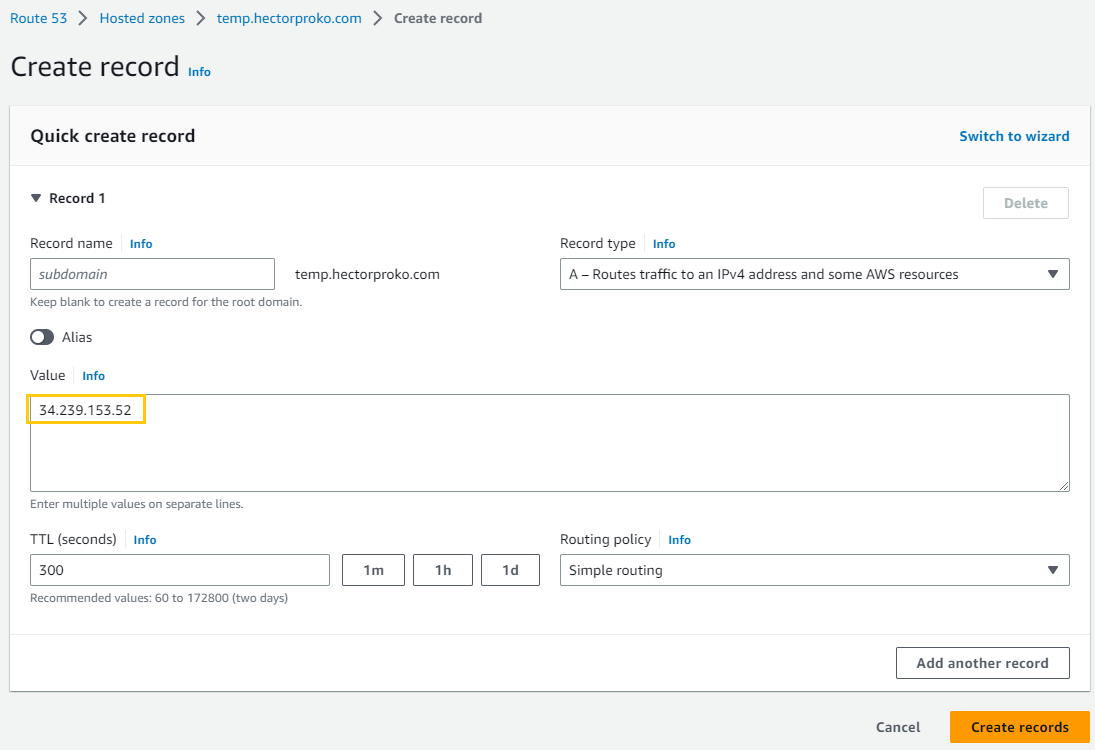 Route 53 > Hosted zones > temp.hectorproko.com > Create record
Create record Info
Quick create record Switch to wizard
Record 1 Delete
Record name Info Record type Info
subdomain temp.hectorproko.com A – Routes traffic to an IPv4 address and some AWS resources
Keep blank to create a record for the root domain.
Alias
Value Info
34.239.153.52
Enter multiple values on separate lines.
TTL (seconds) Info Routing policy Info
300 1m 1h 1d Simple routing
Recommended values: 60 to 172800 (two days)
Add another record
Cancel Create records